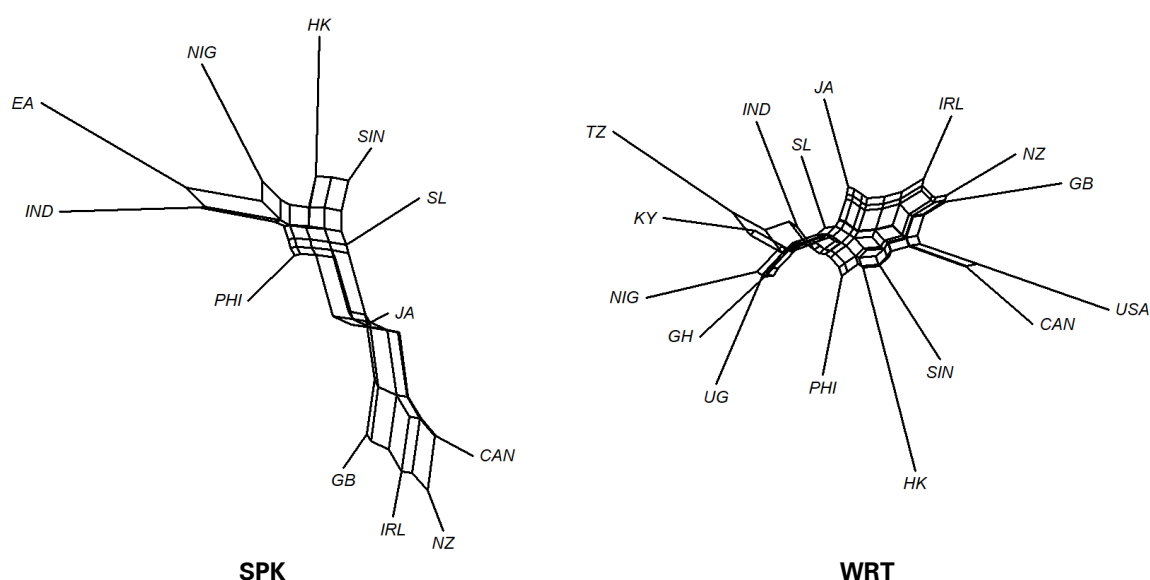 HK
NIG
EA
SIN
IND
SL
PHI
JA
GB
CAN
IRL
NZ
SPK
JA
IRL
IND
TZ
SL
NZ
GB
KY
NIG
USA
CAN
GH
SIN
PHI
UG
HK
WRT